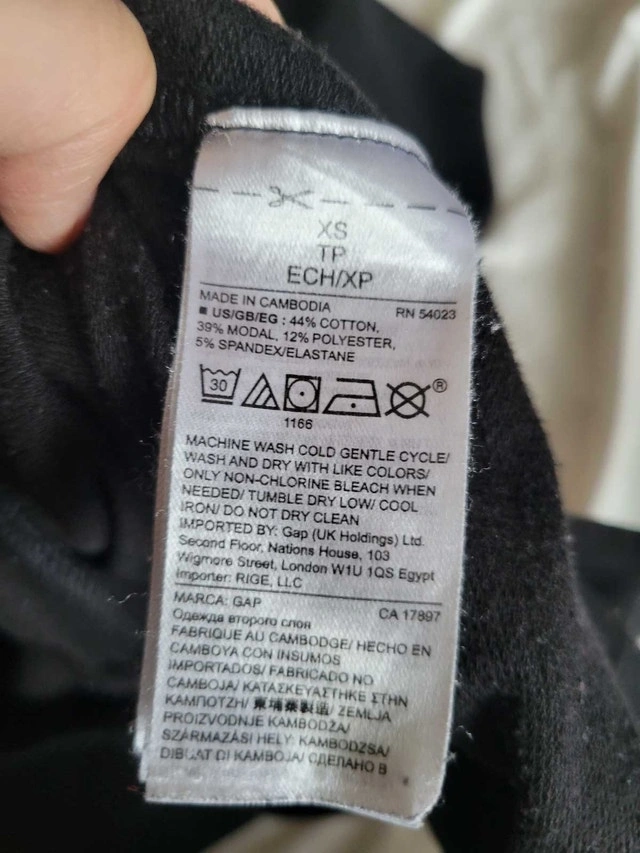 XS
TP
ECH/XP
MADE IN CAMBODIA RN 54023
■ US/GB/EG : 44% COTTON,
39% MODAL, 12% POLYESTER,
5% SPANDEX/ELASTANE
30 ®
1166
MACHINE WASH COLD GENTLE CYCLE/
WASH AND DRY WITH LIKE COLORS/
ONLY NON-CHLORINE BLEACH WHEN
NEEDED/ TUMBLE DRY LOW/ COOL
IRON/ DO NOT DRY CLEAN
IMPORTED BY: Gap (UK Holdings) Ltd.
Second Floor, Nations House, 103
Wigmore Street, London W1U 1QS Egypt
Importer: RIGE, LLC
MARCA: GAP CA 17897
Одежда второго слоя
FABRIQUE AU CAMBODGE/ HECHO EN
CAMBOYA CON INSUMOS
IMPORTADOS/ FABRICADO NO
CAMBOJA/ ΚΑΤΑΣΚΕΥΑΣΤΗΚΕ ΣΤΗΝ
ΚΑΜΠΟΤΖΗ/ 柬埔寨製造/ ZEMLJA
PROIZVODNJE KAMBODŽA/
SZÁRMAZÁSI HELY: KAMBODZSA/
DIBUAT DI KAMBOJA/ СДЕЛАНО В